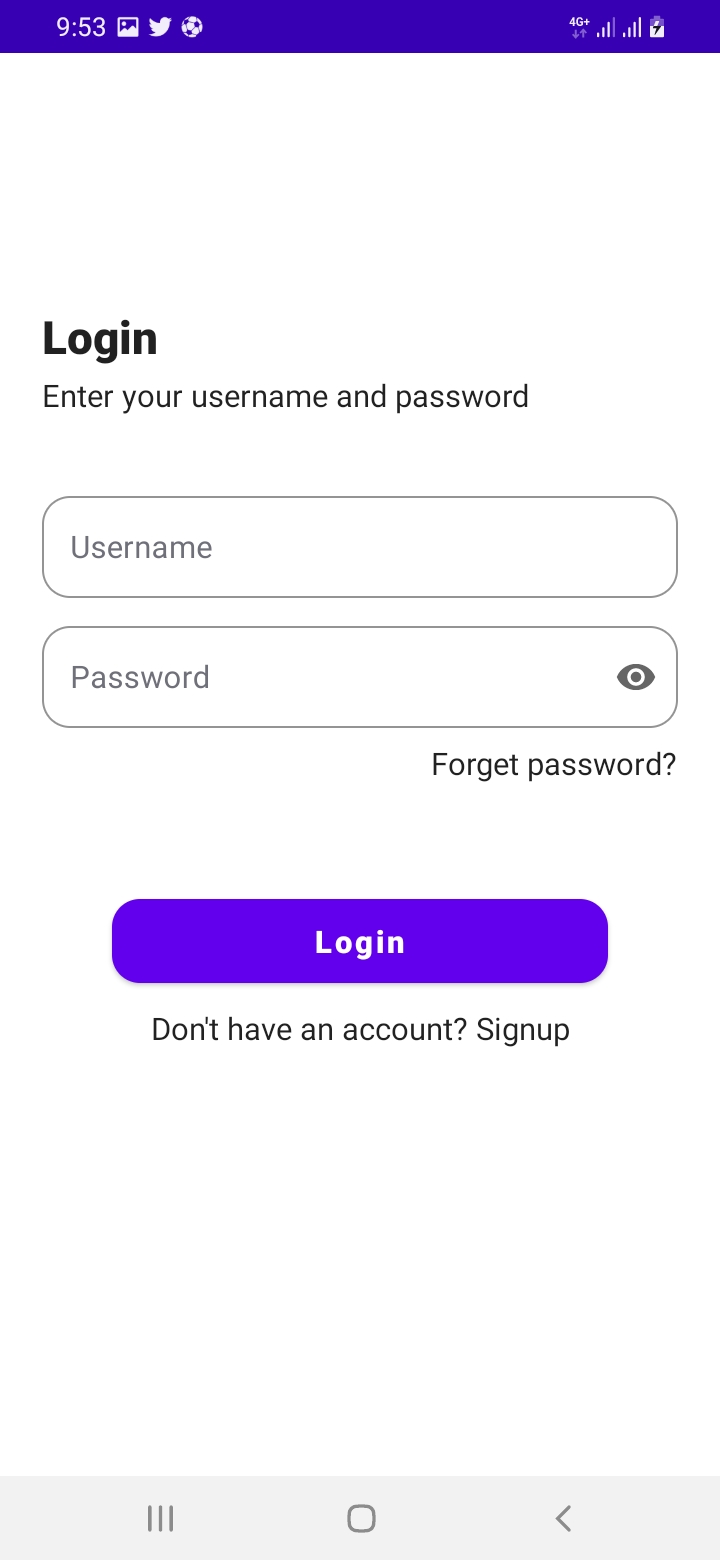 9:53
4G+
Login
Enter your username and password
Username
Password
Forget password?
Login
Don't have an account? Signup